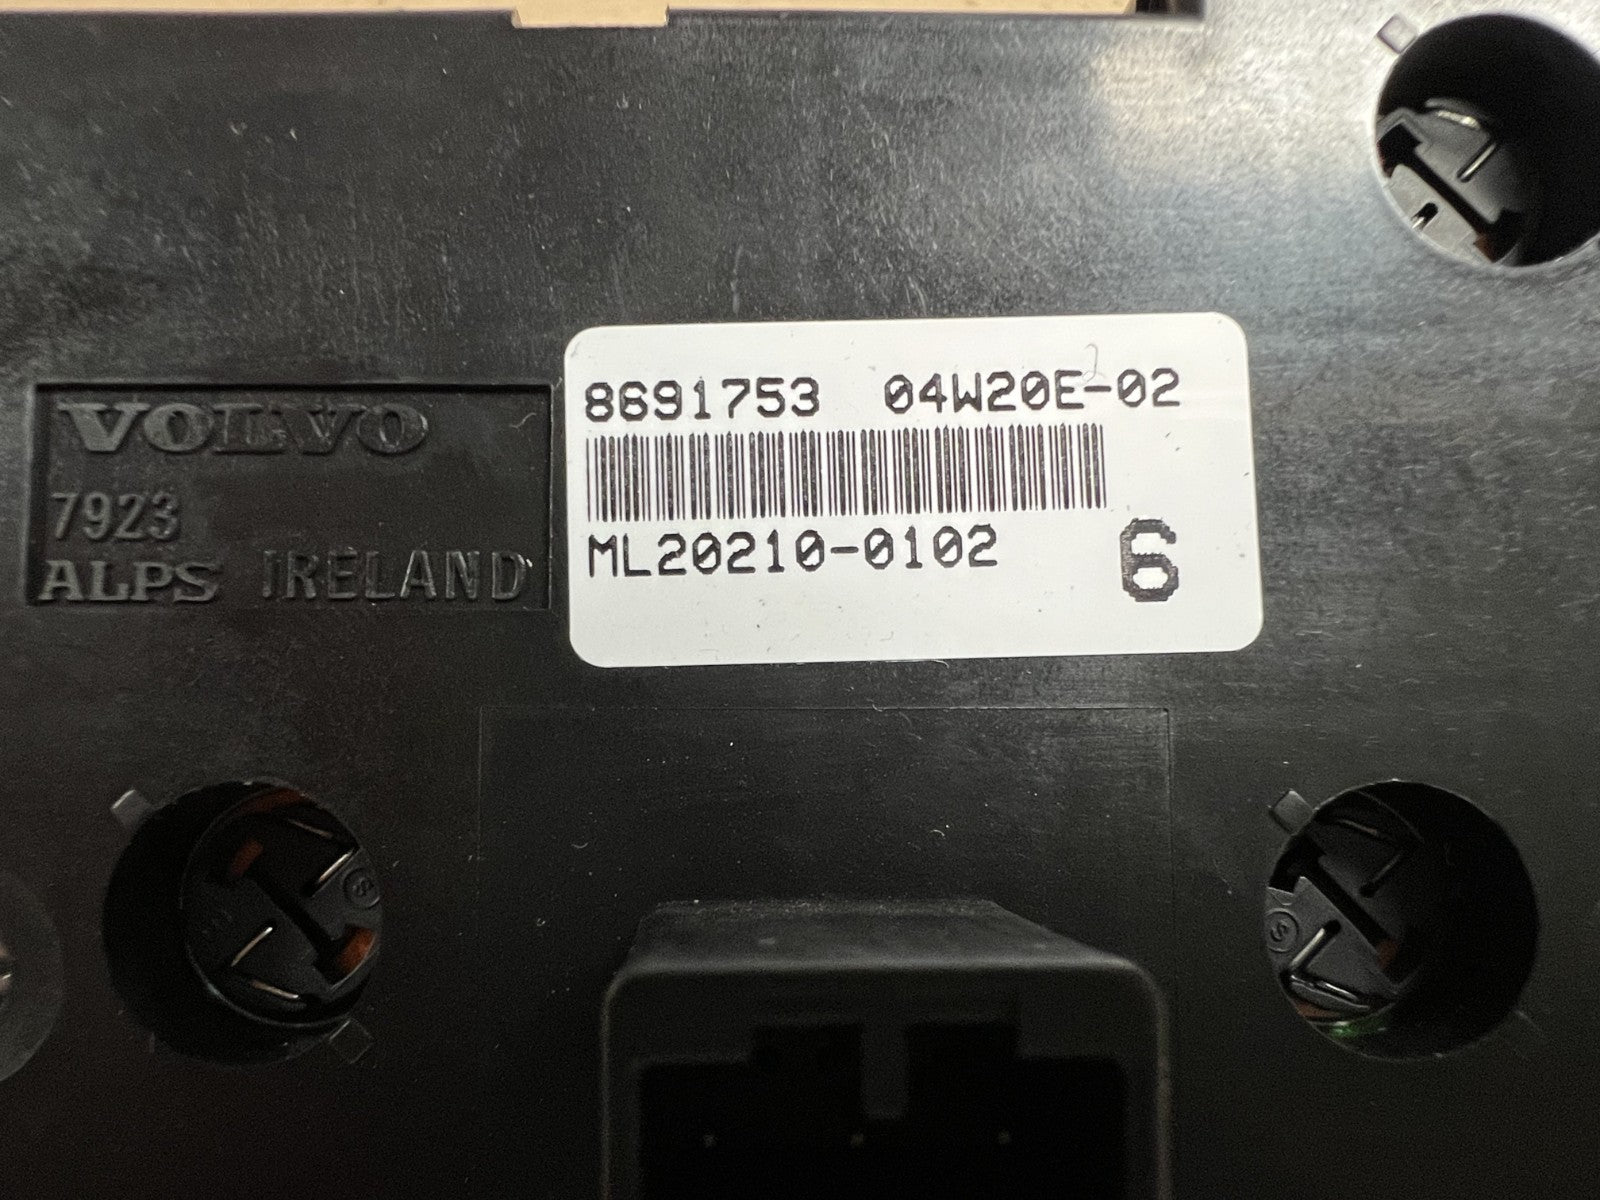 VOLVO
7923
ALPS IRELAND
8691753 04W20E-02
ML20210-0102 6
S
S